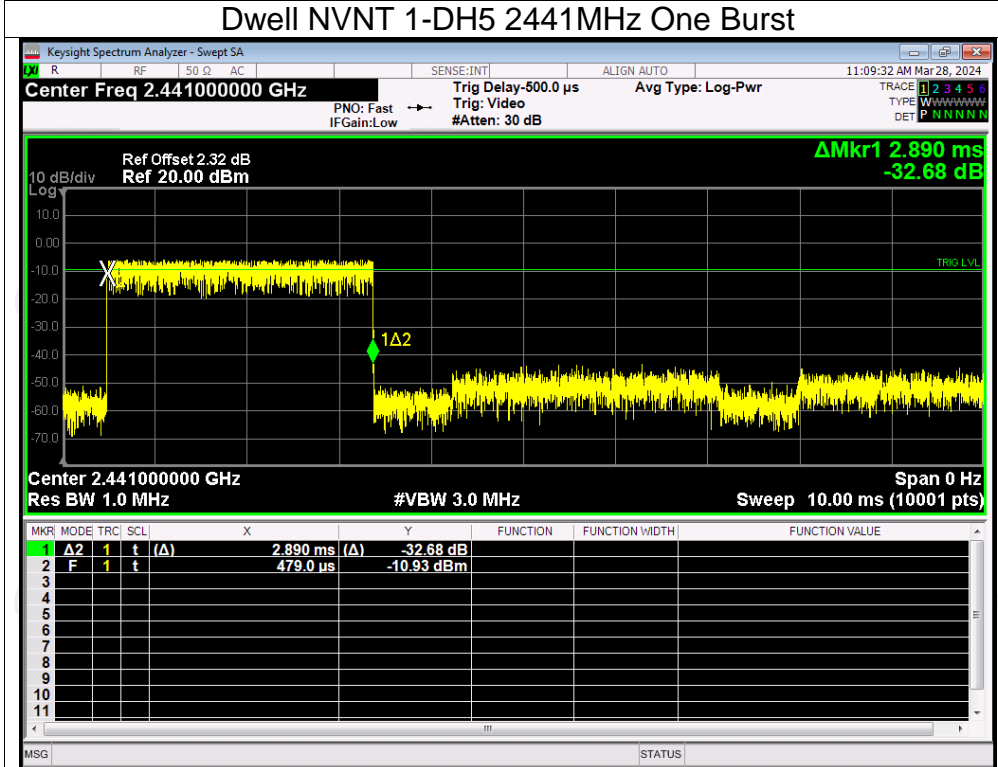 Dwell NVNT 1-DH5 2441MHz One Burst
Keysight Spectrum Analyzer - Swept SA
LXI R RF 50 Ω AC SENSE:INT ALIGN AUTO 11:09:32 AM Mar 28, 2024
Center Freq 2.441000000 GHz
PNO: Fast
IFGain:Low
Trig Delay-500.0 µs
Trig: Video
#Atten: 30 dB
Avg Type: Log-Pwr
TRACE 1 2 3 4 5 6
TYPE WWWWWW
DET P N N N N N
ΔMkr1 2.890 ms
-32.68 dB
Ref Offset 2.32 dB
10 dB/div Ref 20.00 dBm
Log
10.0
0.00
-10.0
TRIG LVL
-20.0
-30.0
1Δ2
-40.0
-50.0
-60.0
-70.0
Center 2.441000000 GHz Span 0 Hz
Res BW 1.0 MHz #VBW 3.0 MHz Sweep 10.00 ms (10001 pts)
MKR MODE TRC SCL X Y FUNCTION FUNCTION WIDTH FUNCTION VALUE
1 Δ2 1 t (Δ) 2.890 ms (Δ) -32.68 dB
2 F 1 t 479.0 µs -10.93 dBm
3
4
5
6
7
8
9
10
11
MSG STATUS